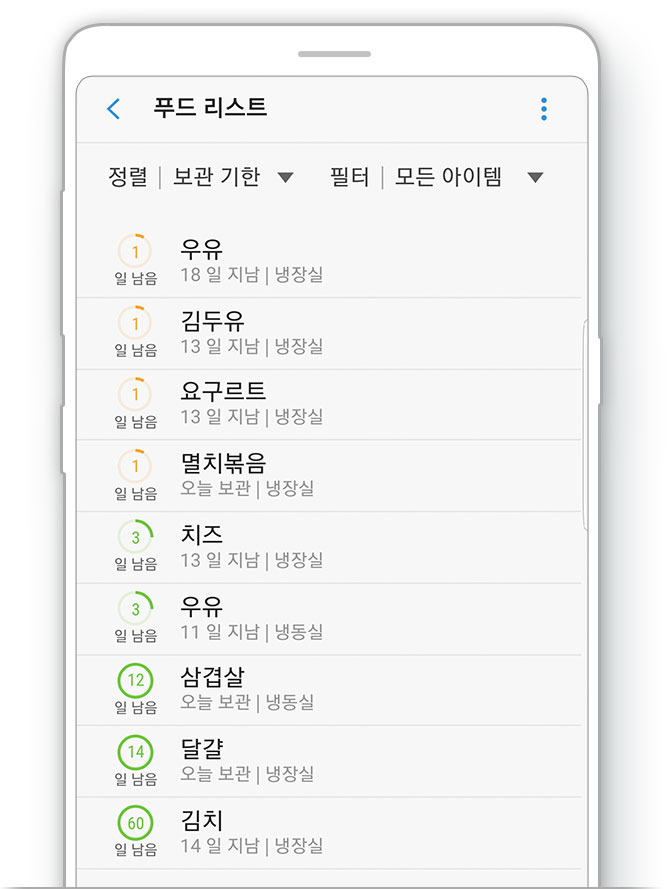 푸드 리스트
정렬 | 보관 기한 필터 | 모든 아이템
1
일 남음
우유
18 일 지남 | 냉장실
1
일 남음
김두유
13 일 지남 | 냉장실
1
일 남음
요구르트
13 일 지남 | 냉장실
1
일 남음
멸치볶음
오늘 보관 | 냉장실
3
일 남음
치즈
13 일 지남 | 냉장실
3
일 남음
우유
11 일 지남 | 냉동실
12
일 남음
삼겹살
오늘 보관 | 냉동실
14
일 남음
달걀
오늘 보관 | 냉장실
60
일 남음
김치
14 일 지남 | 냉장실